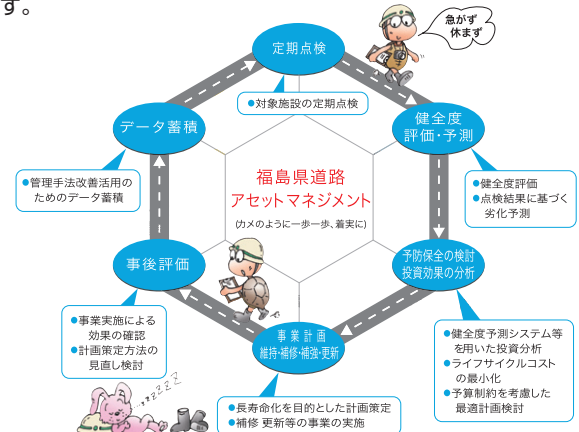 す。
急がず
休まず
定期点検
●対象施設の定期点検
データ蓄積
健全度
評価・予測
●管理手法改善活用の
ためのデータ蓄積
福島県道路
アセットマネジメント
(カメのように一歩一歩、着実に)
●健全度評価
●点検結果に基づく
劣化予測
事後評価
予防保全の検討
投資効果の分析
●事業実施による
効果の確認
●計画策定方法の
見直し検討
事業計画
維持・補修・補強・更新
●健全度予測システム等
を用いた投資分析
●ライフサイクルコスト
の最小化
●予算制約を考慮した
最適計画検討
●長寿命化を目的とした計画策定
●補修 更新等の事業の実施
zzzzZZZ